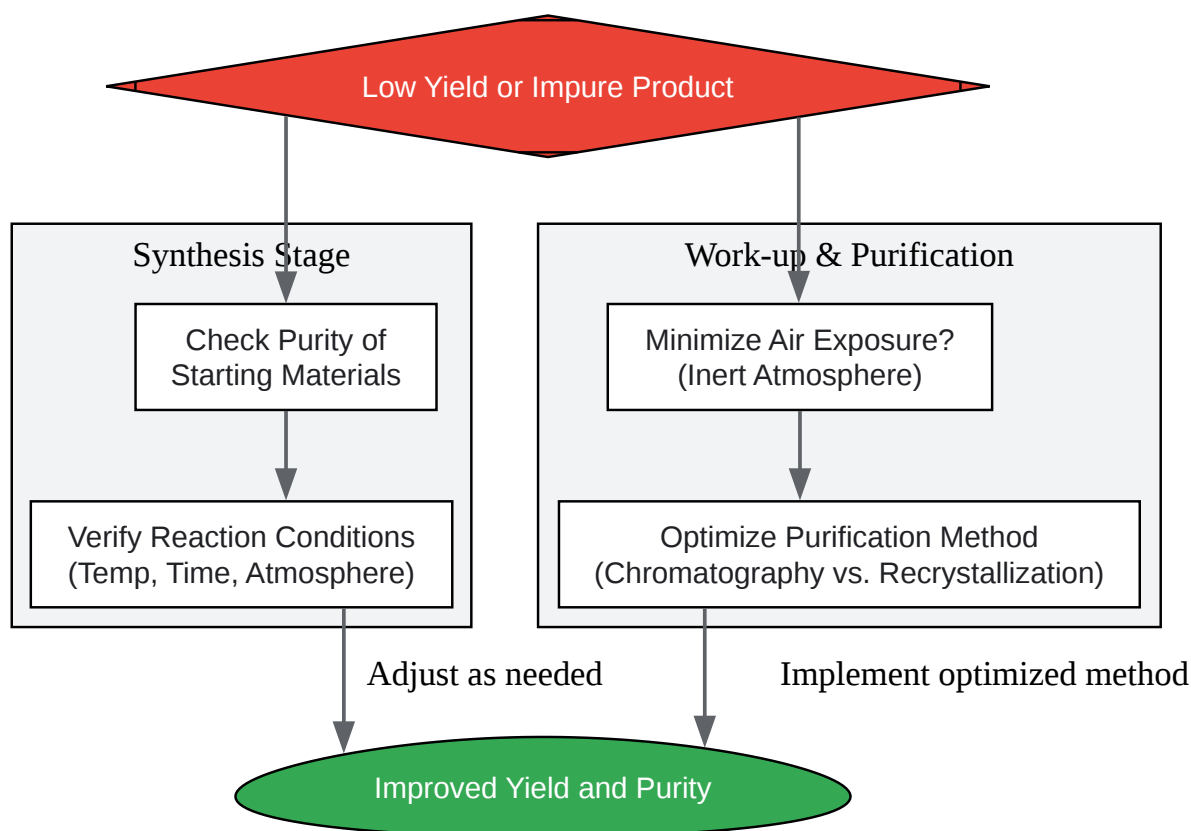 Low Yield or Impure Product
Synthesis Stage
Check Purity of
Starting Materials
Verify Reaction Conditions
(Temp, Time, Atmosphere)
Adjust as needed
Work-up & Purification
Minimize Air Exposure?
(Inert Atmosphere)
Optimize Purification Method
(Chromatography vs. Recrystallization)
Implement optimized method
Improved Yield and Purity